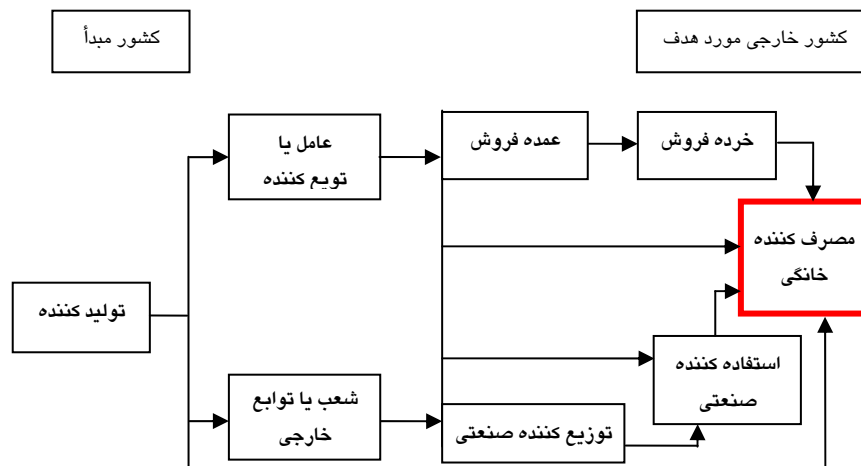 کشور خارجی مورد هدف
کشور مبدأ
خرده فروش
عمده فروش
عامل یا
تویع کننده
مصرف کننده
خانگی
تولید کننده
استفاده کننده
صنعتی
شعب یا توابع
خارجی
توزیع کننده صنعتی